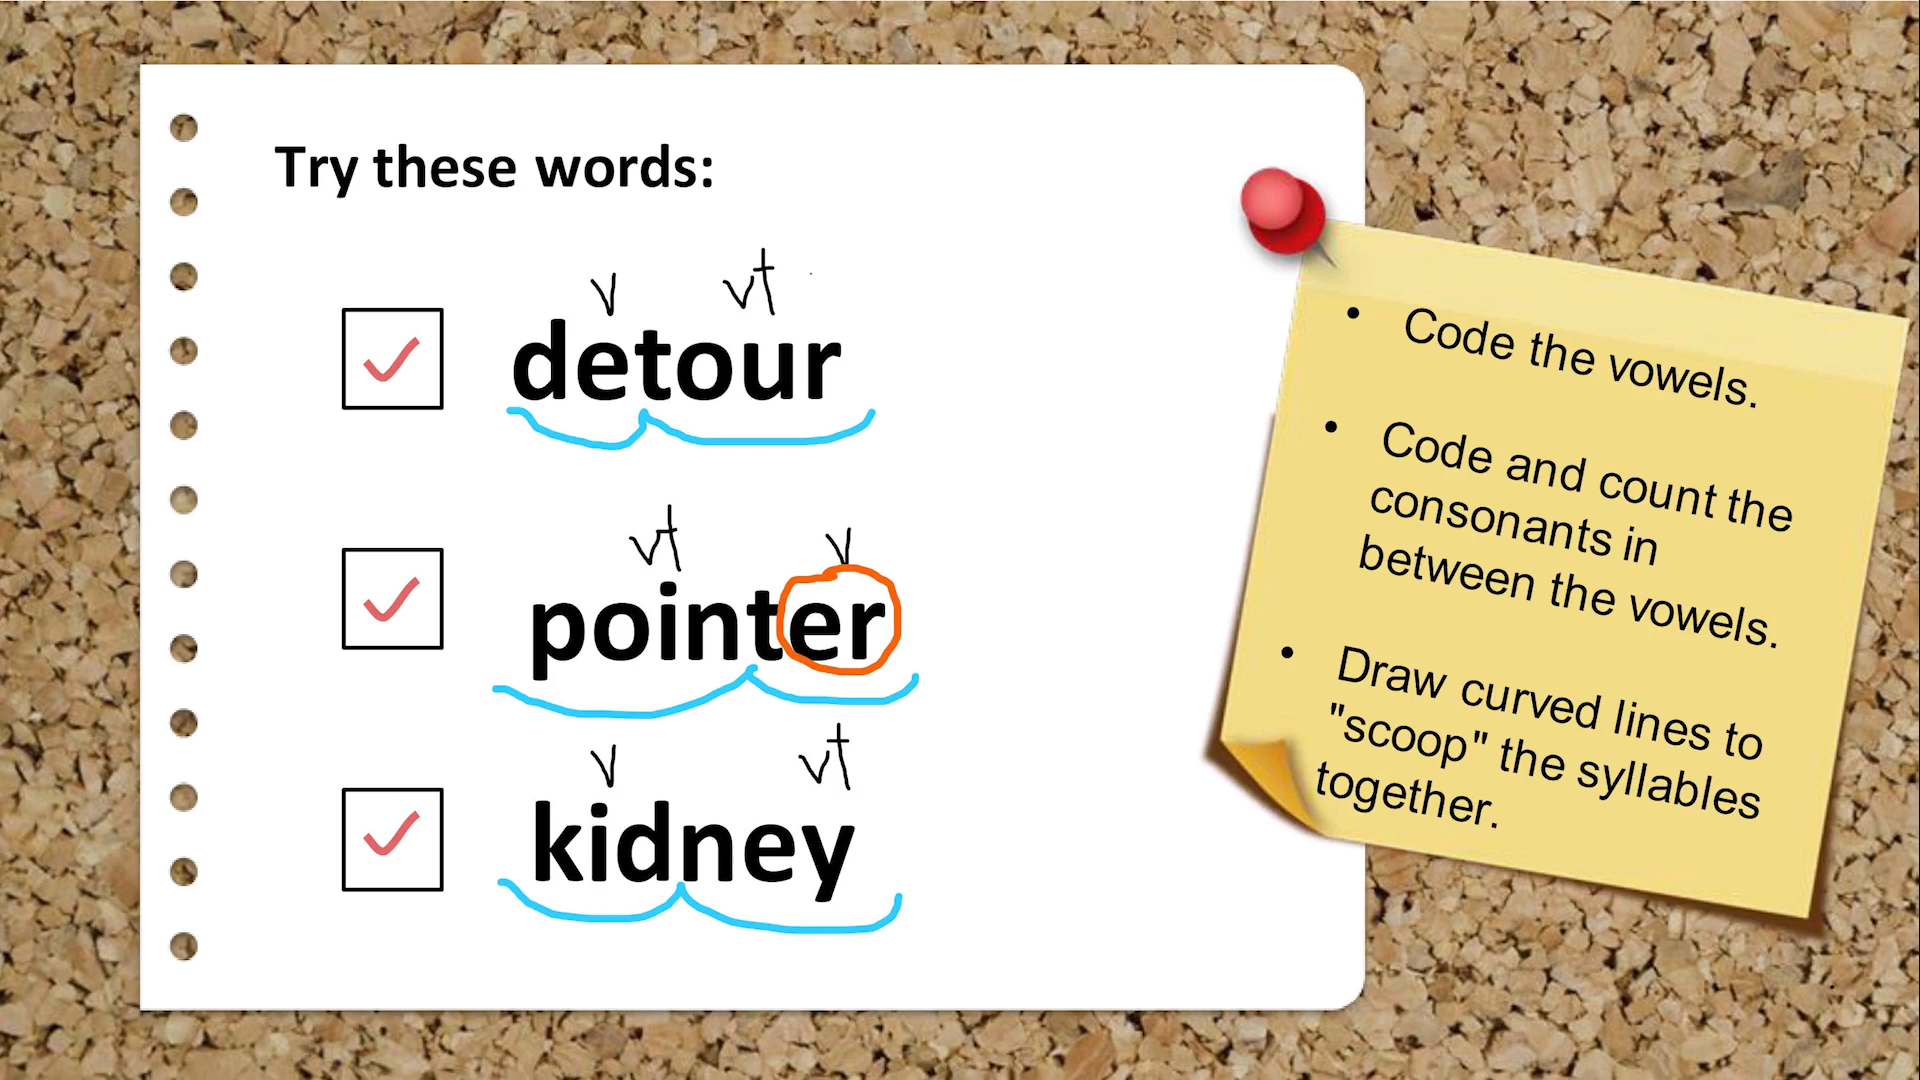 Try these words:
v vt
detour
vt v
pointer
v vt
kidney
• Code the vowels.
• Code and count the
consonants in
between the vowels.
• Draw curved lines to
"scoop" the syllables
together.